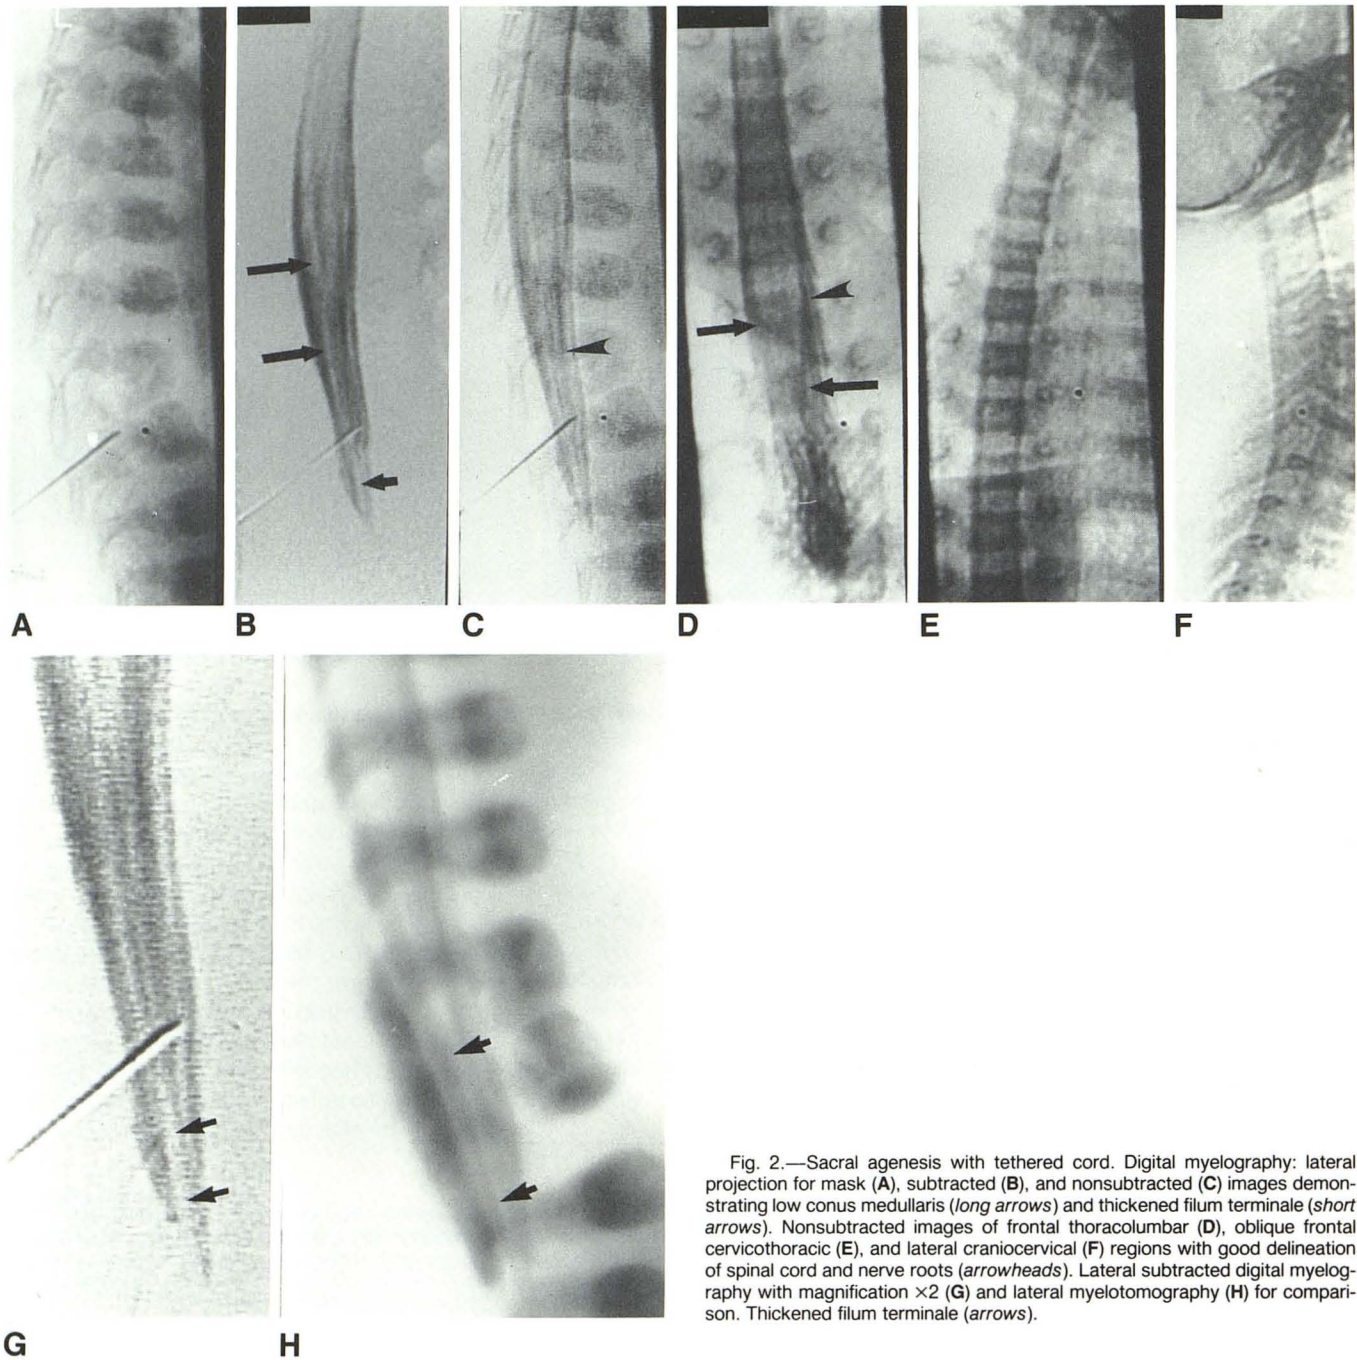 A
B
C
D
E
F
G
H
Fig. 2.—Sacral agenesis with tethered cord. Digital myelography: lateral
projection for mask (A), subtracted (B), and nonsubtracted (C) images demon-
strating low conus medullaris (long arrows) and thickened filum terminale (short
arrows). Nonsubtracted images of frontal thoracolumbar (D), oblique frontal
cervicothoracic (E), and lateral craniocervical (F) regions with good delineation
of spinal cord and nerve roots (arrowheads). Lateral subtracted digital myelog-
raphy with magnification ×2 (G) and lateral myelotomography (H) for compari-
son. Thickened filum terminale (arrows).